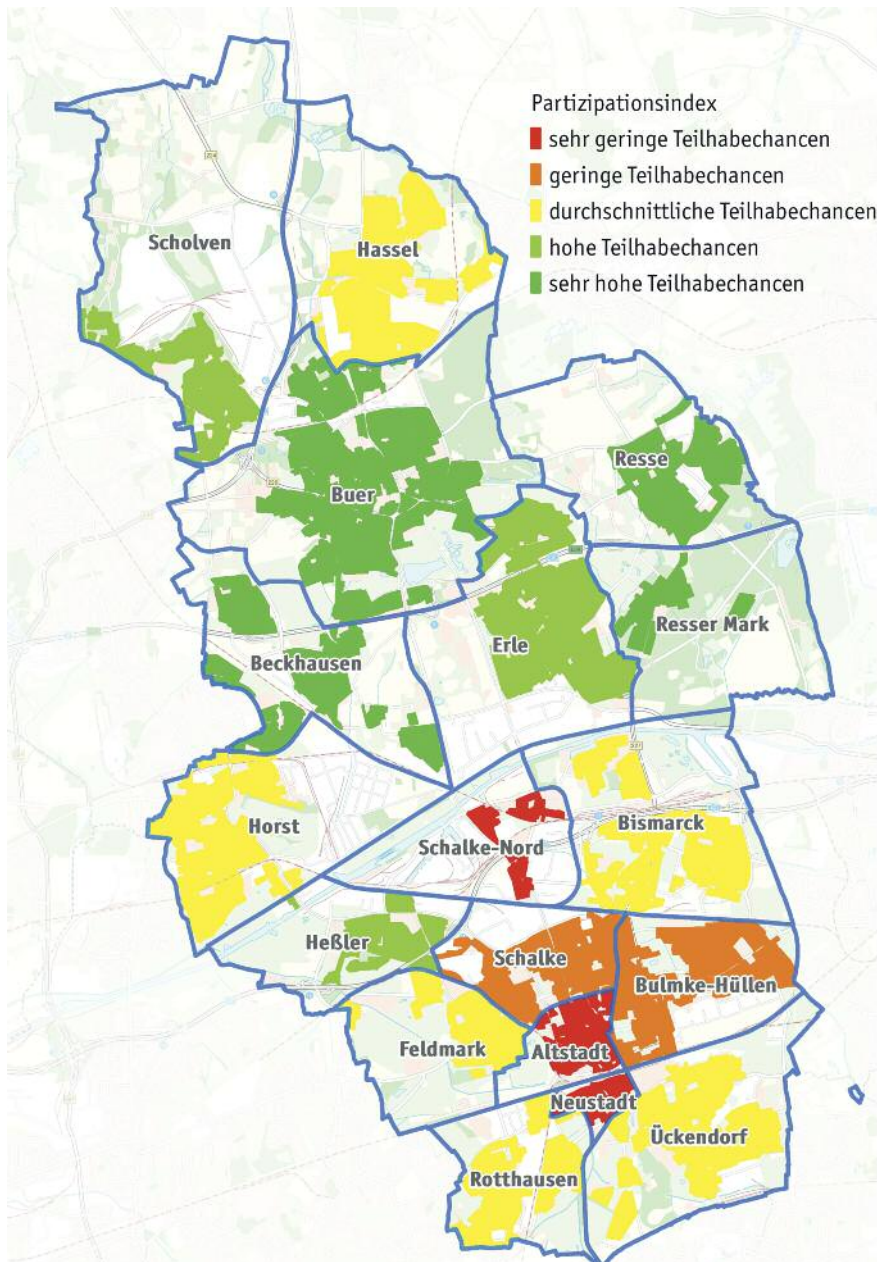 Partizipationsindex
sehr geringe Teilhabechancen
geringe Teilhabechancen
durchschnittliche Teilhabechancen
hohe Teilhabechancen
sehr hohe Teilhabechancen
Scholven
Hassel
Resse
Buer
Resser Mark
Erle
Beckhausen
Horst
Bismarck
Schalke-Nord
Heßler
Schalke
Bulmke-Hüllen
Feldmark
Altstadt
Neustadt
Ückendorf
Rotthausen